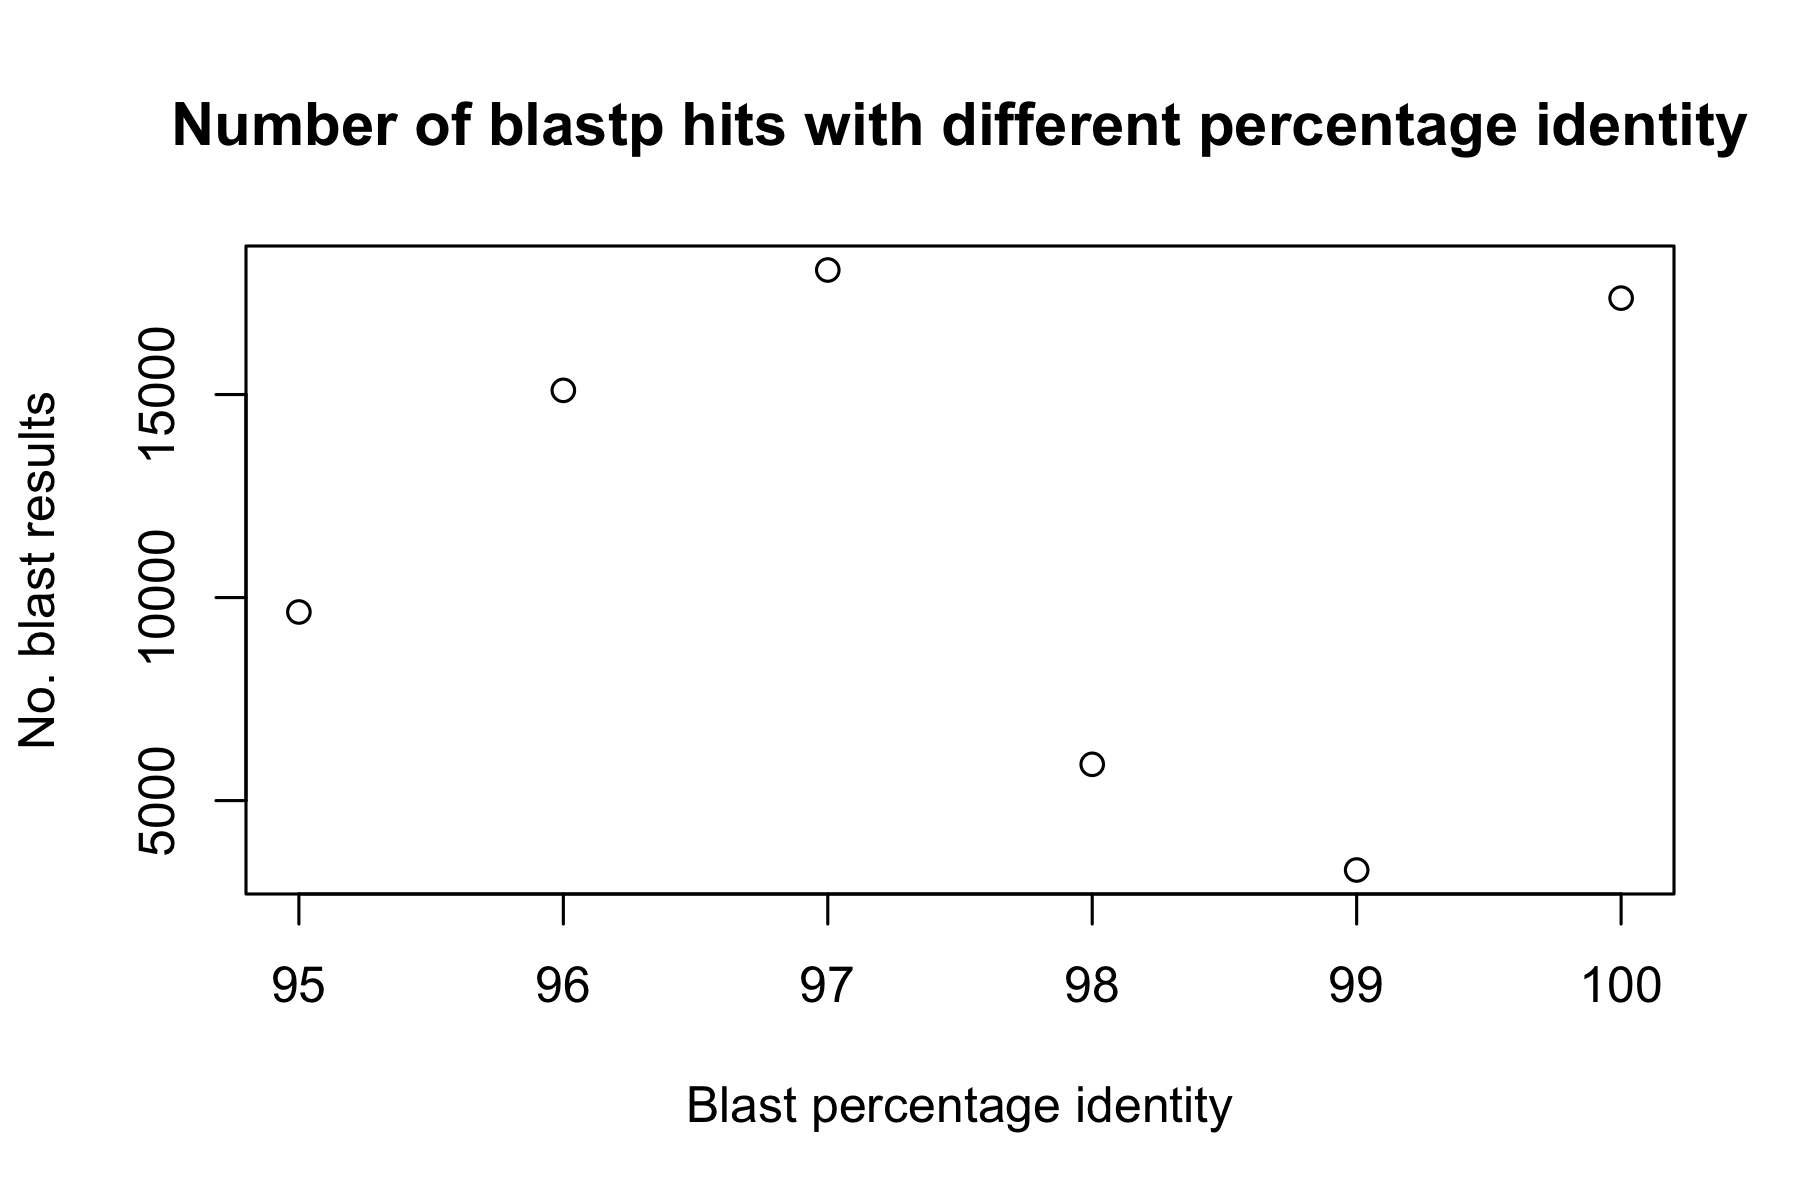 Number of blastp hits with different percentage identity
No. blast results
15000
10000
5000
95 96 97 98 99 100
Blast percentage identity